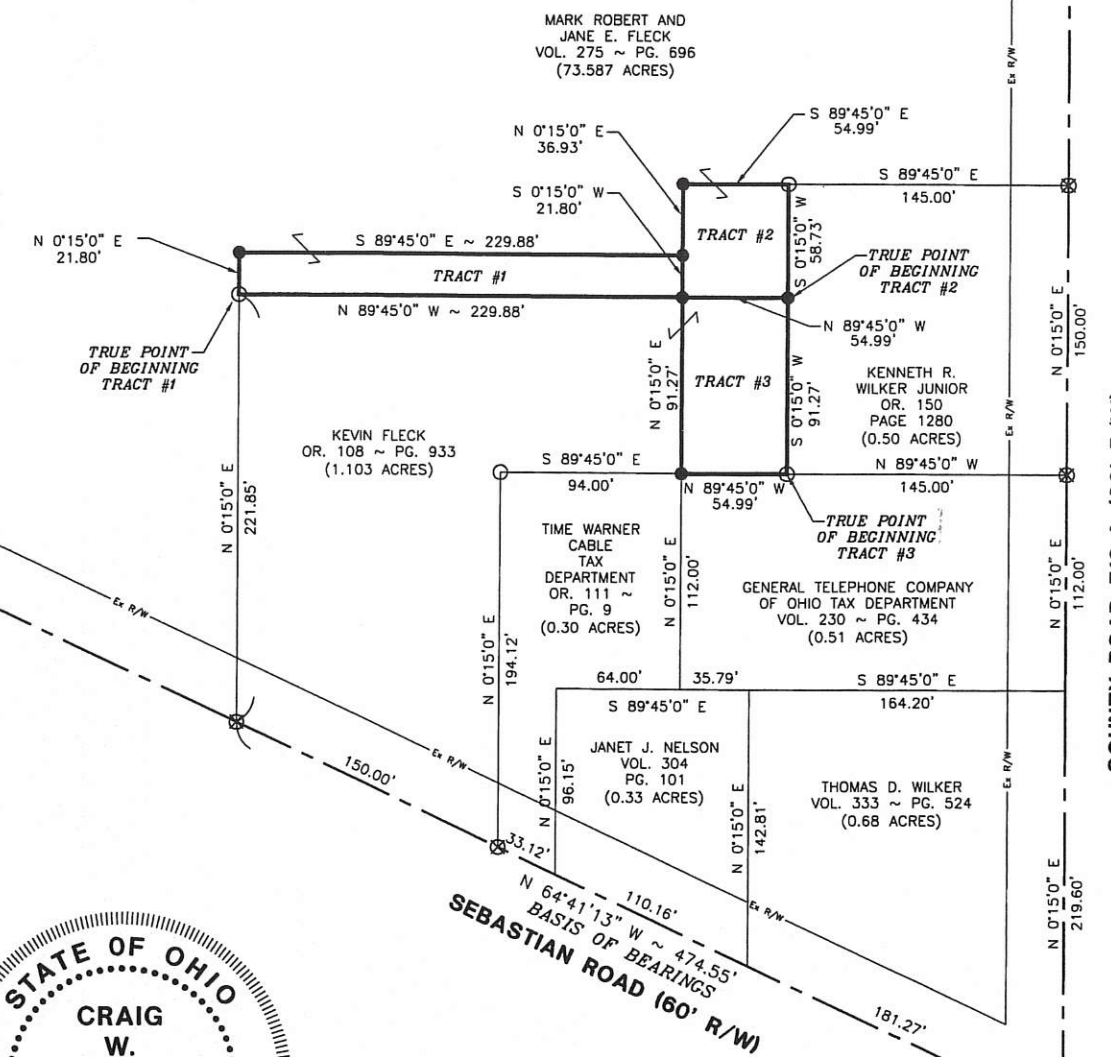 MARK ROBERT AND
JANE E. FLECK
VOL. 275 ~ PG. 696
(73.587 ACRES)
Ex R/W
S 89°45'0" E
54.99'
N 0°15'0" E
36.93'
S 89°45'0" E
145.00'
S 0°15'0" W
21.80'
N 0°15'0" E
21.80'
S 89°45'0" E ~ 229.88'
TRACT #2
S 0°15'0" W
58.73'
TRUE POINT
OF BEGINNING
TRACT #2
TRACT #1
N 89°45'0" W ~ 229.88'
N 89°45'0" W
54.99'
N 0°15'0" E
150.00'
TRUE POINT
OF BEGINNING
TRACT #1
N 0°15'0" E
91.27'
TRACT #3
S 0°15'0" W
91.27'
KENNETH R.
WILKER JUNIOR
OR. 150
PAGE 1280
(0.50 ACRES)
Ex R/W
KEVIN FLECK
OR. 108 ~ PG. 933
(1.103 ACRES)
S 89°45'0" E
94.00'
N 89°45'0" W
54.99'
N 89°45'0" W
145.00'
N 0°15'0" E
221.85'
TRUE POINT
OF BEGINNING
TRACT #3
TIME WARNER
CABLE
TAX
DEPARTMENT
OR. 111 ~
PG. 9
(0.30 ACRES)
N 0°15'0" E
112.00'
GENERAL TELEPHONE COMPANY
OF OHIO TAX DEPARTMENT
VOL. 230 ~ PG. 434
(0.51 ACRES)
N 0°15'0" E
112.00'
Ex R/W
N 0°15'0" E
194.12'
64.00'
35.79'
S 89°45'0" E
S 89°45'0" E
164.20'
Ex R/W
150.00'
N 0°15'0" E
96.15'
JANET J. NELSON
VOL. 304
PG. 101
(0.33 ACRES)
N 0°15'0" E
142.81'
THOMAS D. WILKER
VOL. 333 ~ PG. 524
(0.68 ACRES)
Ex R/W
N 0°15'0" E
219.60'
33.12'
110.16'
Ex R/W
N 64°41'13" W ~ 474.55'
BASIS OF BEARINGS
SEBASTIAN ROAD (60' R/W)
181.27'
STATE OF OHIO
CRAIG
W.